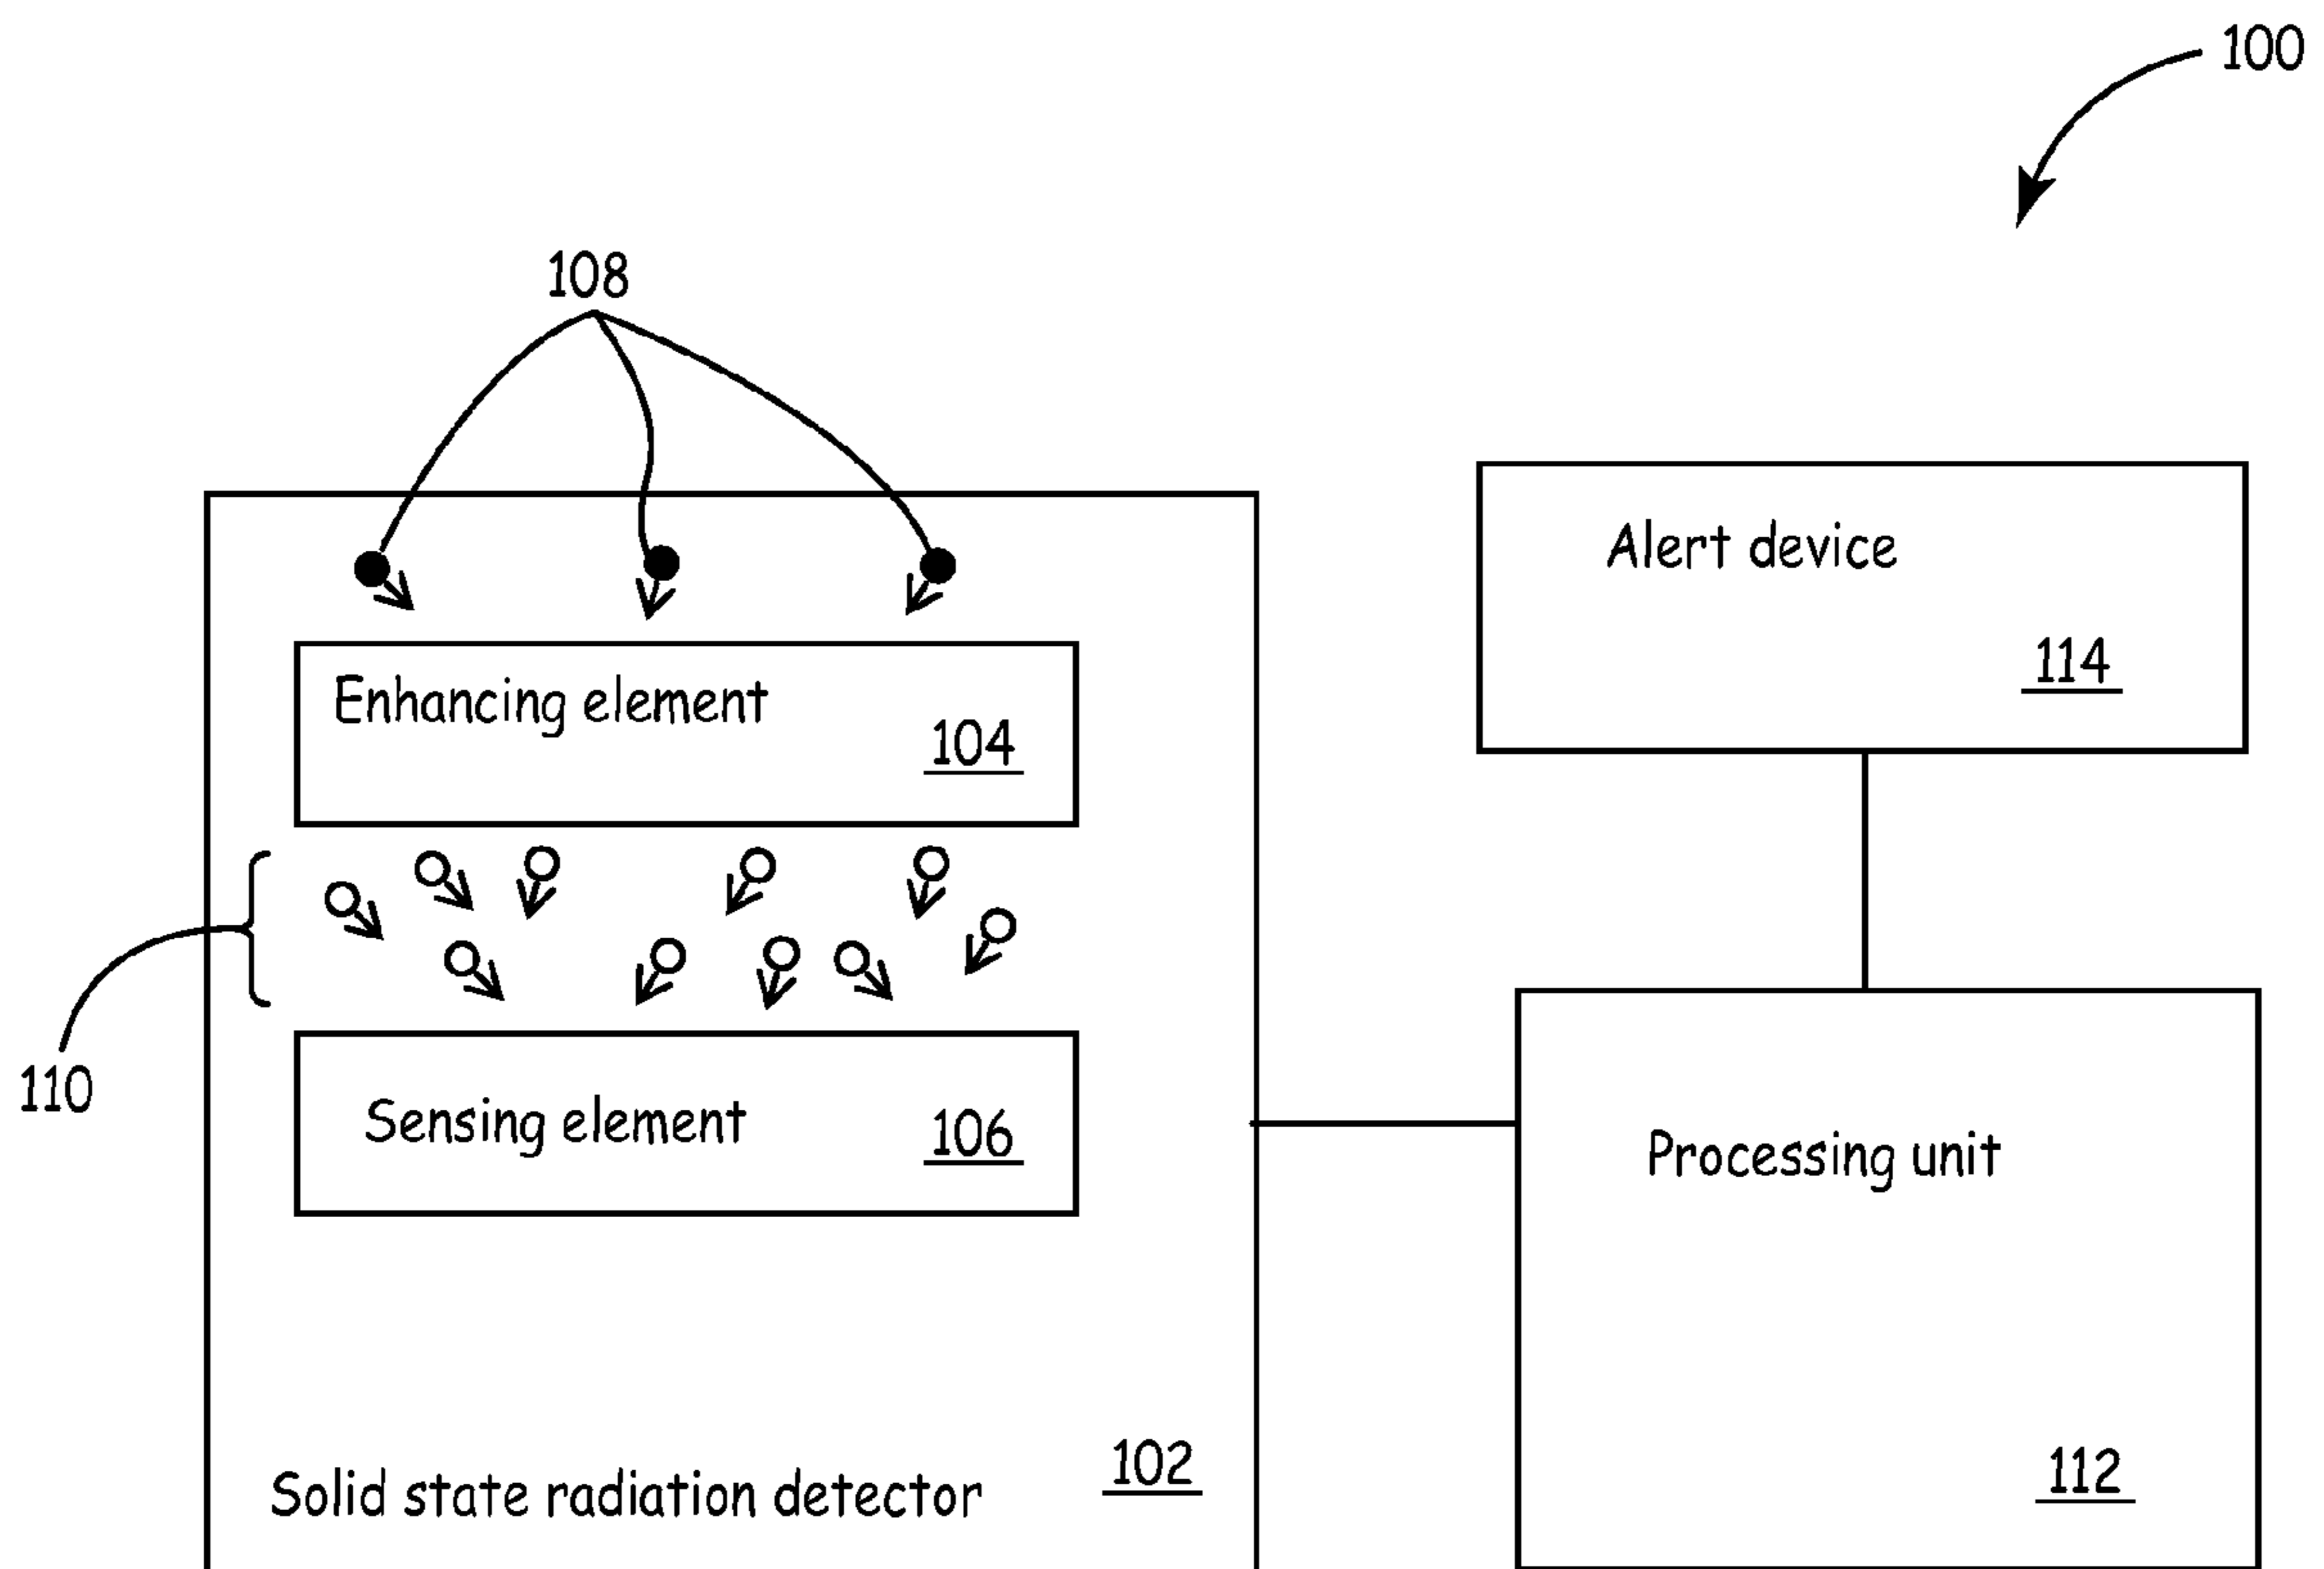 100
108
Alert device
114
Enhancing element
104
110
Sensing element
106
Processing unit
112
Solid state radiation detector
102